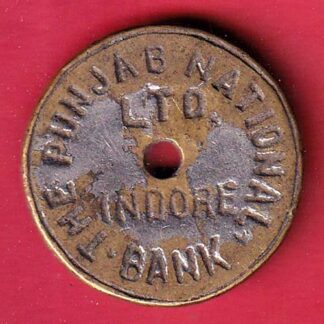 THE PUNJAB NATIONAL
BANK
LTD.
INDORE